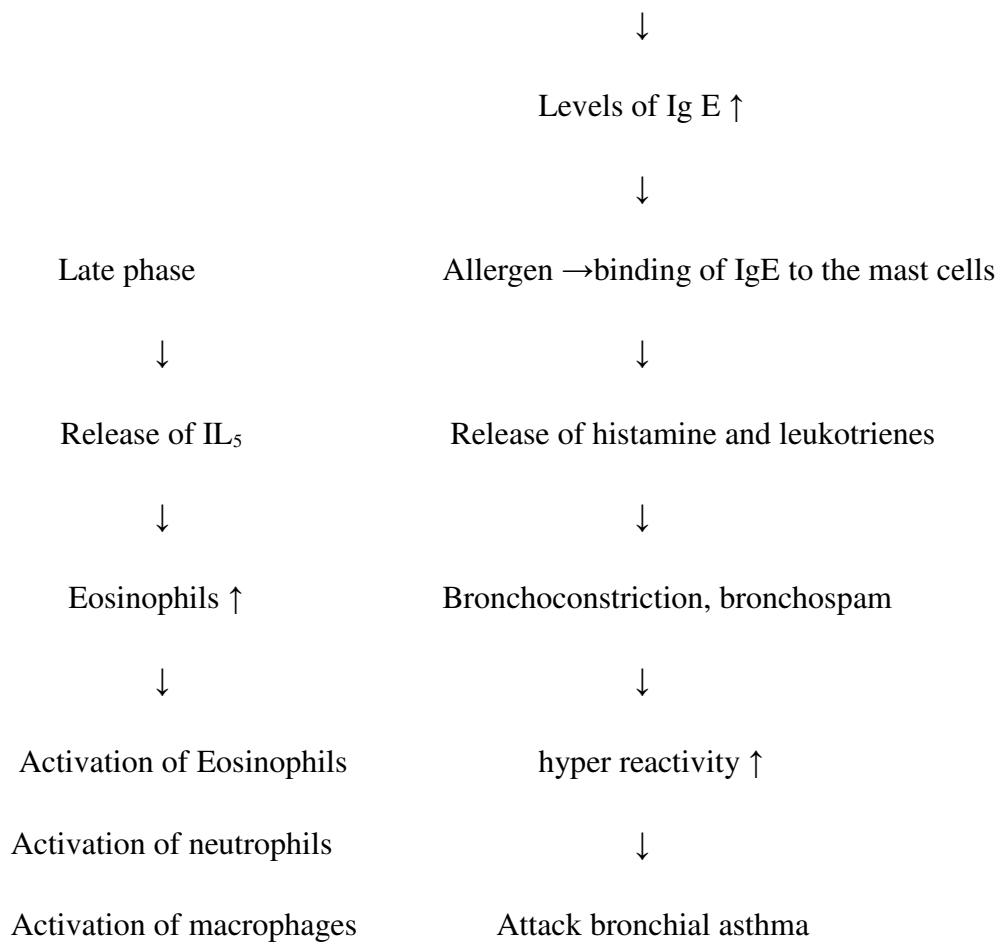 ↓
Levels of Ig E ↑
↓
Late phase Allergen →binding of IgE to the mast cells
↓ ↓
Release of IL₅ Release of histamine and leukotrienes
↓ ↓
Eosinophils ↑ Bronchoconstriction, bronchospam
↓ ↓
Activation of Eosinophils hyper reactivity ↑
Activation of neutrophils ↓
Activation of macrophages Attack bronchial asthma